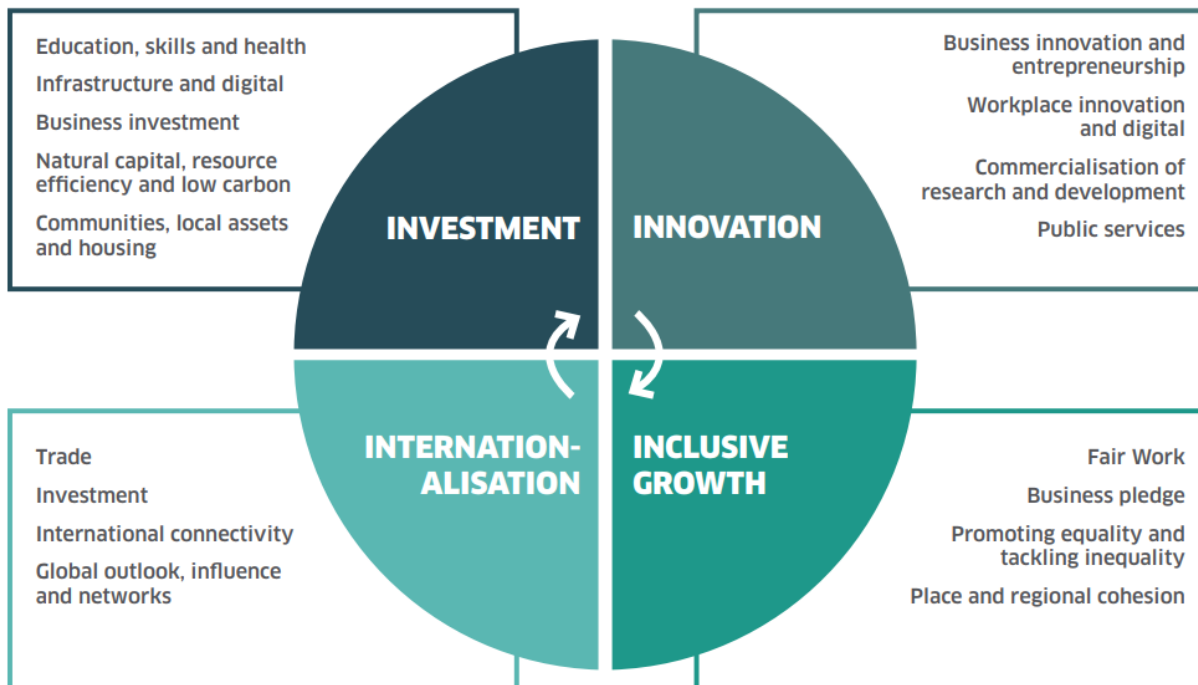 Education, skills and health
Infrastructure and digital
Business investment
Natural capital, resource
efficiency and low carbon
Communities, local assets
and housing
INVESTMENT
INNOVATION
Business innovation and
entrepreneurship
Workplace innovation
and digital
Commercialisation of
research and development
Public services
Trade
Investment
International connectivity
Global outlook, influence
and networks
INTERNATION-
ALISATION
INCLUSIVE
GROWTH
Fair Work
Business pledge
Promoting equality and
tackling inequality
Place and regional cohesion